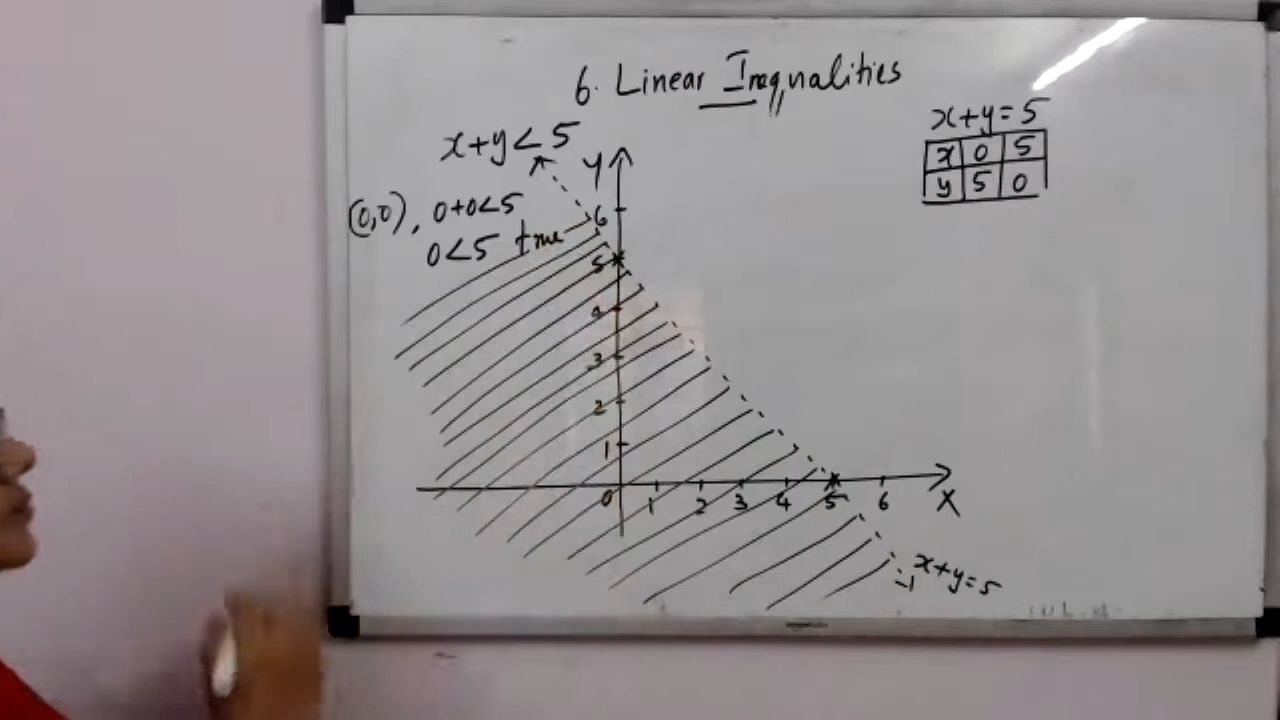 6. Linear Inequalities
x+y<5
x+y=5
x 0 5
y 5 0
(0,0), 0+0<5
0<5 true
Y
6
5
4
3
2
1
0 1 2 3 4 5 6
X
x+y=5